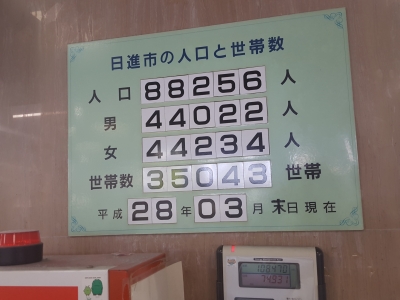 日進市の人口と世帯数
人口 88256 人
男 44022 人
女 44234 人
世帯数 35043 世帯
平成 28 年 03 月 末日現在